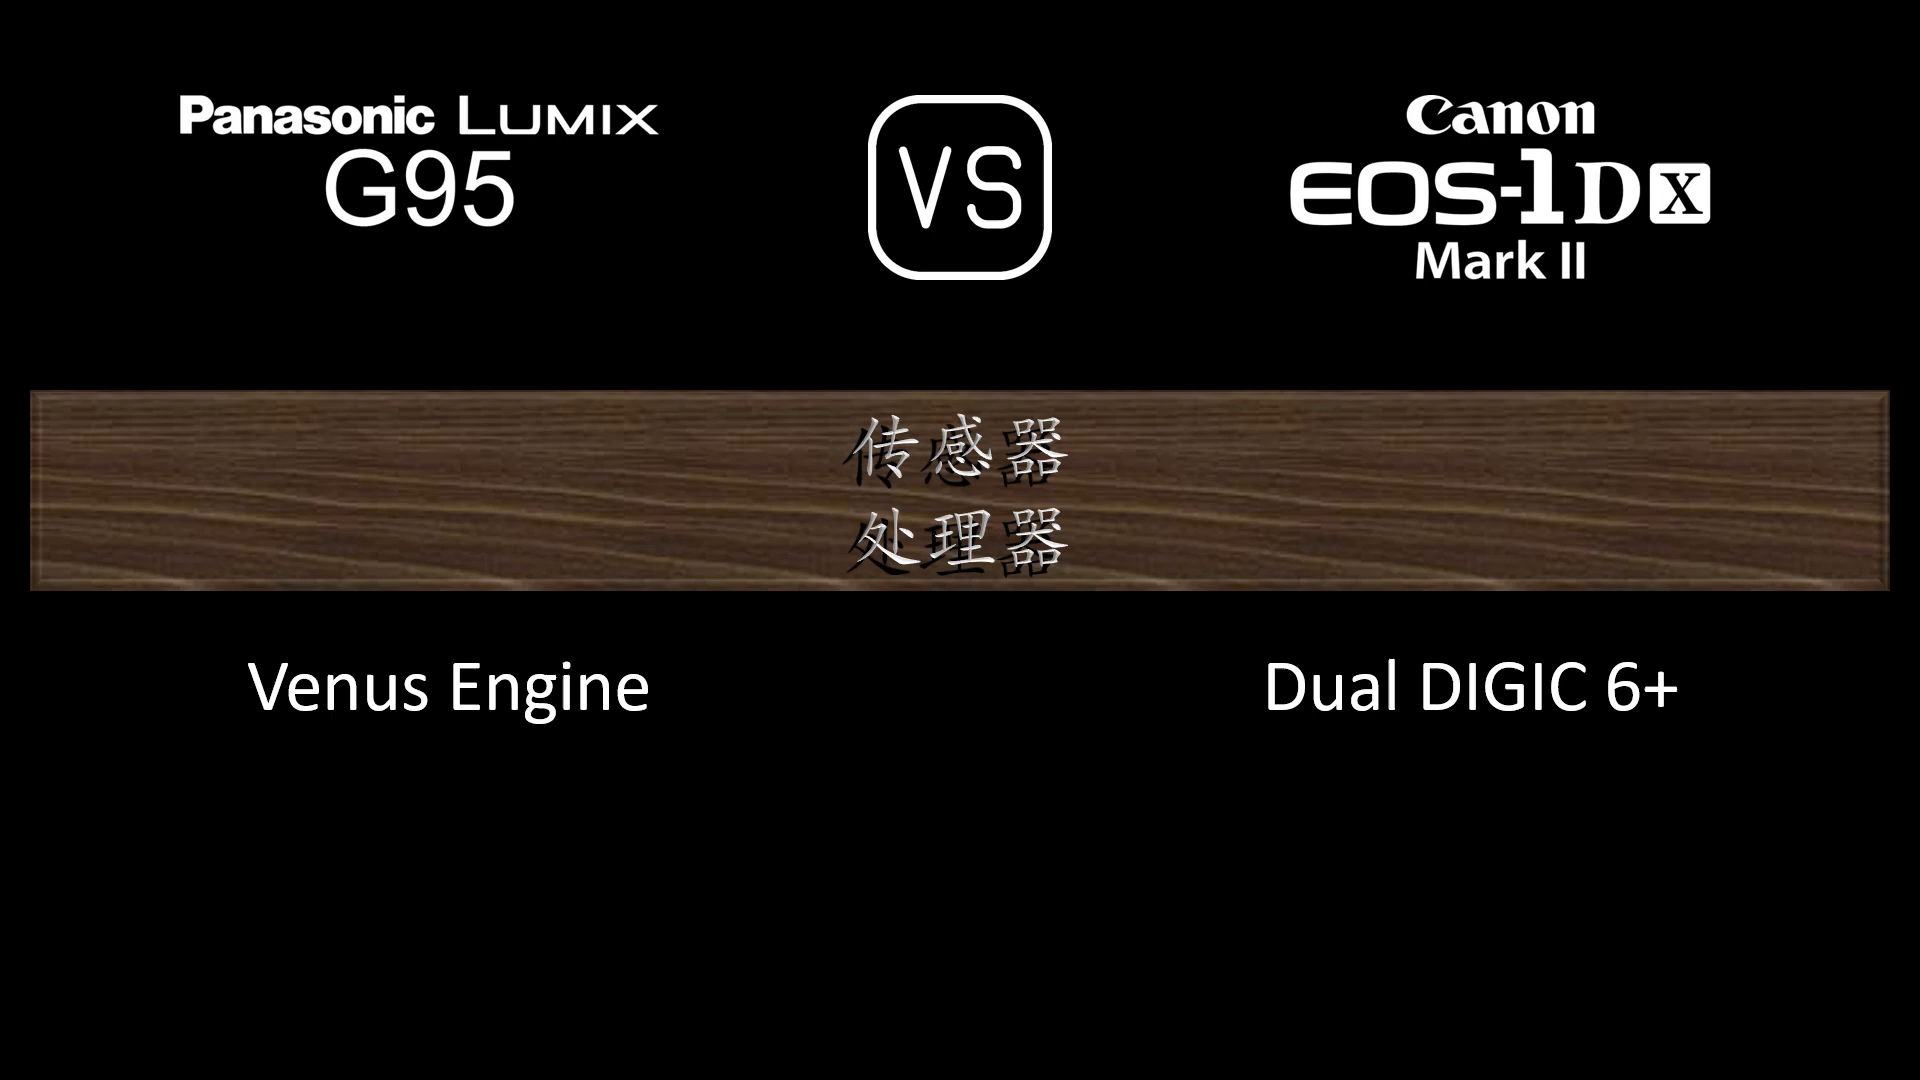 Panasonic LUMIX
G95
VS
Canon
EOS-1DX
Mark II
传感器
处理器
Venus Engine
Dual DIGIC 6+